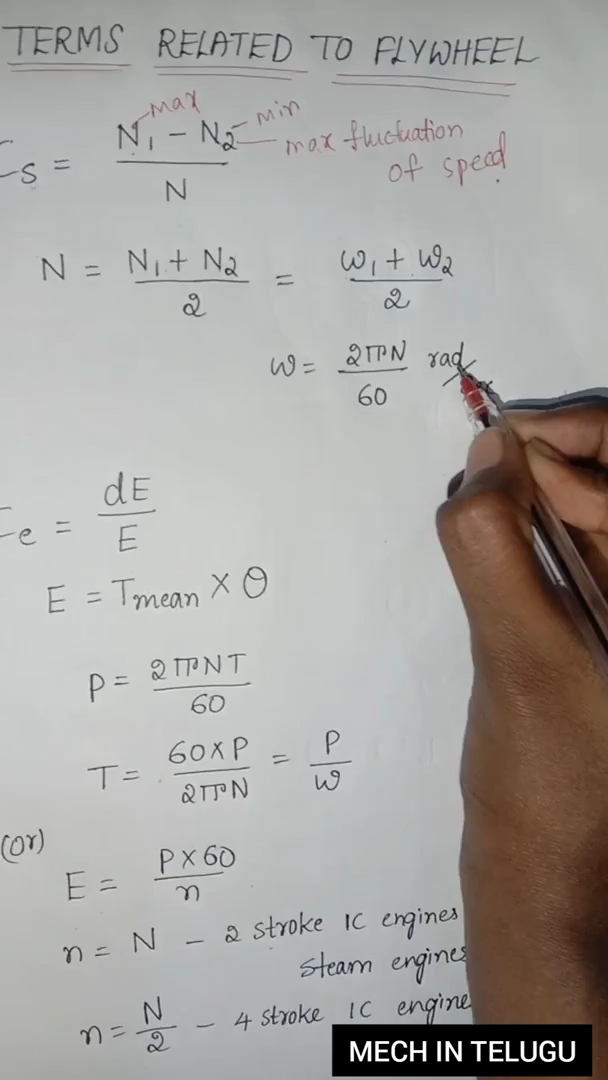 TERMS RELATED TO FLYWHEEL
max
min
Cs = N1 - N2 / N
max fluctuation
of speed
N = N1 + N2 / 2 = ω1 + ω2 / 2
ω = 2πN / 60 rad
Ce = dE / E
E = Tmean × θ
P = 2πNT / 60
T = 60×P / 2πN = P / ω
(or)
E = P×60 / n
n = N - 2 stroke IC engines
Steam engines
n = N / 2 - 4 stroke IC engine
MECH IN TELUGU